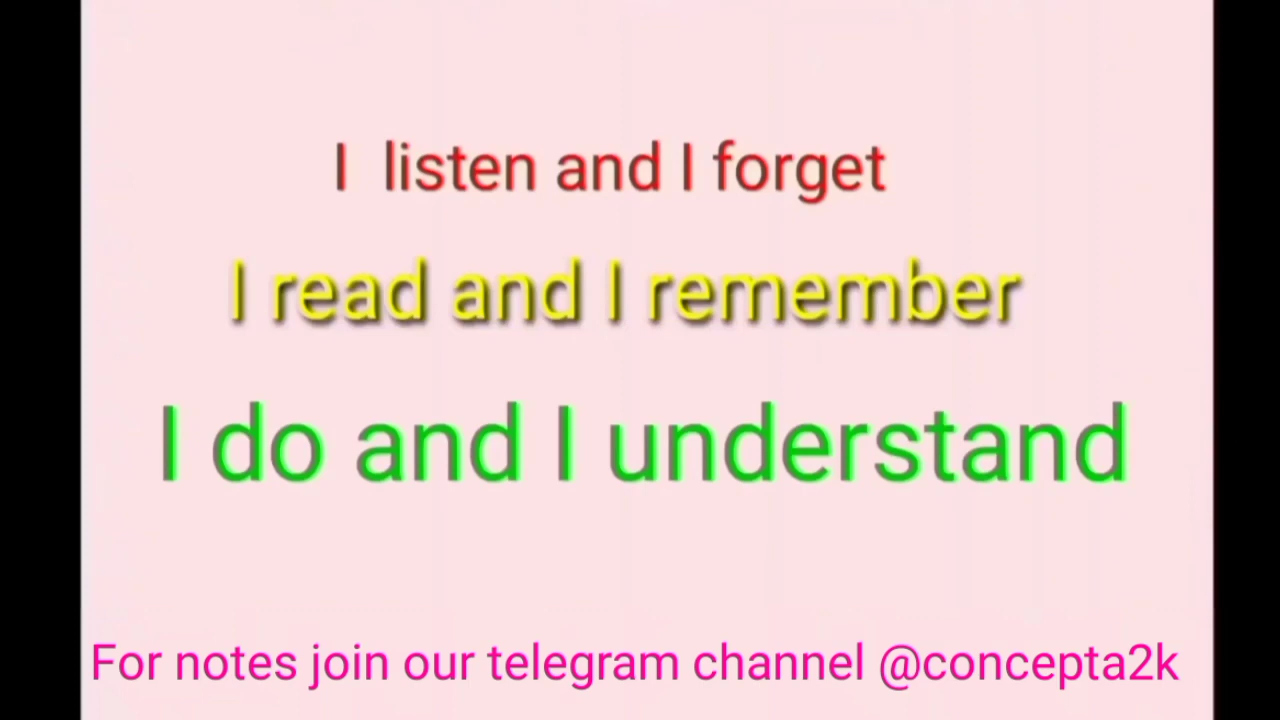 I listen and I forget
I read and I remember
I do and I understand
For notes join our telegram channel @concepta2k